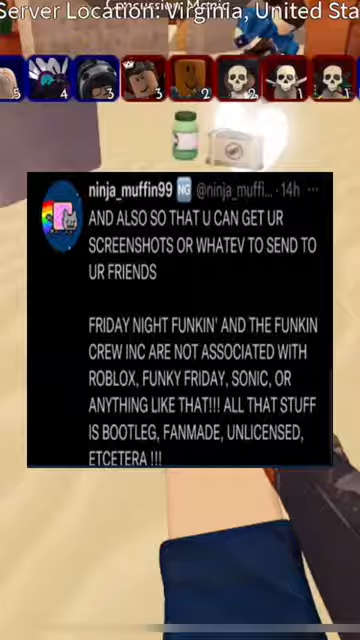 Server Location: Virginia, United Sta
5 4 3 3 2 2 1 1
ninja_muffin99 NG @ninja_muffi... · 14h ···
AND ALSO SO THAT U CAN GET UR
SCREENSHOTS OR WHATEV TO SEND TO
UR FRIENDS
FRIDAY NIGHT FUNKIN' AND THE FUNKIN
CREW INC ARE NOT ASSOCIATED WITH
ROBLOX, FUNKY FRIDAY, SONIC, OR
ANYTHING LIKE THAT!!! ALL THAT STUFF
IS BOOTLEG, FANMADE, UNLICENSED,
ETCETERA !!!